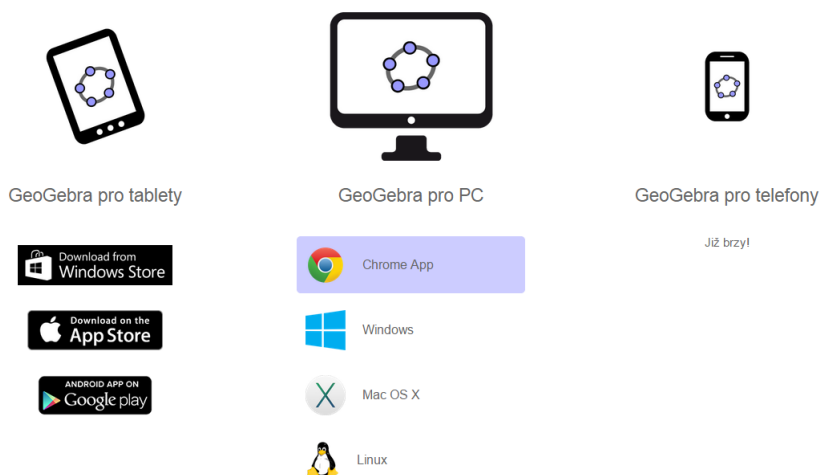 GeoGebra pro tablety
Download from
Windows Store
Download on the
App Store
ANDROID APP ON
Google play
GeoGebra pro PC
Chrome App
Windows
Mac OS X
Linux
GeoGebra pro telefony
Již brzy!